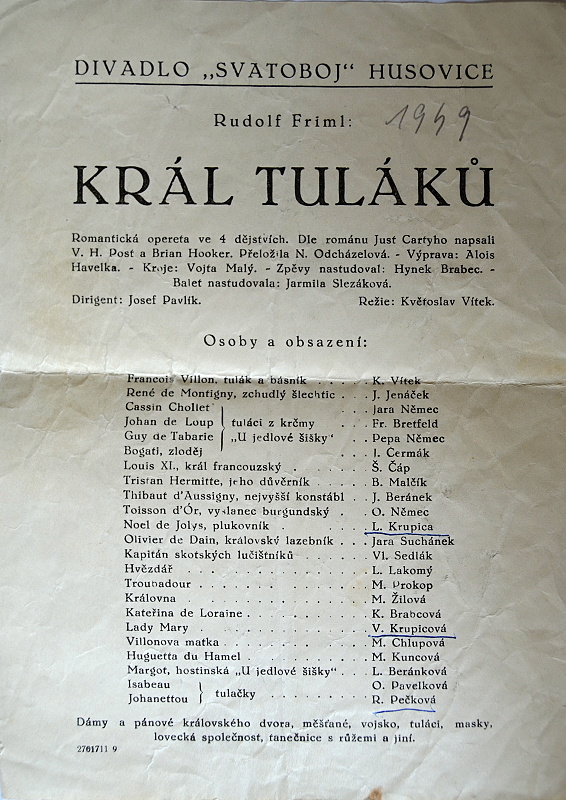 DIVADLO „SVATOBOJ" HUSOVICE
Rudolf Friml: 1949
KRÁL TULÁKŮ
Romantická opereta ve 4 dějstvích. Dle románu Just Cartyho napsali
V. H. Post a Brian Hooker. Přeložila N. Odcházelová. - Výprava: Alois
Havelka. - Kroje: Vojta Malý. - Zpěvy nastudoval: Hynek Brabec. -
Balet nastudovala: Jarmila Slezáková.
Dirigent: Josef Pavlík. Režie: Květoslav Vítek.
Osoby a obsazení:
Francois Villon, tulák a básník . . . . . K. Vítek
René de Montigny, zchudlý šlechtic . . . J. Jenáček
Cassin Chollet . . . Jara Němec
Johan de Loup tuláci z krčmy . . . Fr. Bretfeld
Guy de Tabarie „U jedlové šišky" . . . Pepa Němec
Bogati, zloděj . . . J. Čermák
Louis XI., král francouzský . . . . . Š. Čáp
Tristan Hermitte, jeho důvěrník . . . . B. Malčík
Thibaut d'Aussigny, nejvyšší konstábl . . J. Beránek
Toisson d'Ór, vyslanec burgundský . . . O. Němec
Noel de Jolys, plukovník . . . . . . L. Krupica
Olivier de Dain, královský lazebník . . . Jara Suchánek
Kapitán skotských lučištníků . . . . . Vl. Sedlák
Hvězdář . . . . . . . . . . . L. Lakomý
Troubadour . . . . . . . . . . M. Prokop
Královna . . . . . . . . . . . M. Žilová
Kateřina de Loraine . . . . . . . . K. Brabcová
Lady Mary . . . . . . . . . . V. Krupicová
Villonova matka . . . . . . . . . M. Chlupová
Huguetta du Hamel . . . . . . . . M. Kuncová
Margot, hostinská „U jedlové šišky" . . . L. Beránková
Isabeau . . . O. Pavelková
Johanettou tulačky . . . R. Pečková
Dámy a pánové královského dvora, měšťané, vojsko, tuláci, masky,
lovecká společnost, tanečnice s růžemi a jiní.
2761711 9